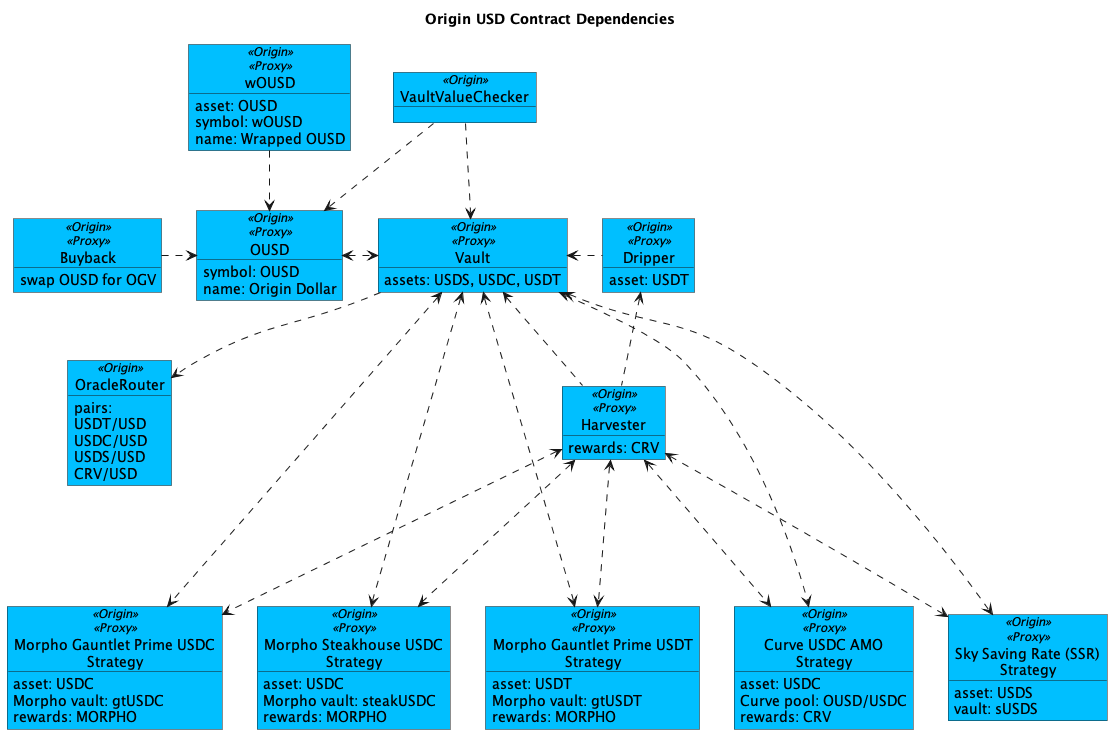 Origin USD Contract Dependencies
«Origin»
«Proxy»
wOUSD
asset: OUSD
symbol: wOUSD
name: Wrapped OUSD
«Origin»
VaultValueChecker
«Origin»
«Proxy»
Buyback
swap OUSD for OGV
«Origin»
«Proxy»
OUSD
symbol: OUSD
name: Origin Dollar
«Origin»
«Proxy»
Vault
assets: USDS, USDC, USDT
«Origin»
«Proxy»
Dripper
asset: USDT
«Origin»
OracleRouter
pairs:
USDT/USD
USDC/USD
USDS/USD
CRV/USD
«Origin»
«Proxy»
Harvester
rewards: CRV
«Origin»
«Proxy»
Morpho Gauntlet Prime USDC
Strategy
asset: USDC
Morpho vault: gtUSDC
rewards: MORPHO
«Origin»
«Proxy»
Morpho Steakhouse USDC
Strategy
asset: USDC
Morpho vault: steakUSDC
rewards: MORPHO
«Origin»
«Proxy»
Morpho Gauntlet Prime USDT
Strategy
asset: USDT
Morpho vault: gtUSDT
rewards: MORPHO
«Origin»
«Proxy»
Curve USDC AMO
Strategy
asset: USDC
Curve pool: OUSD/USDC
rewards: CRV
«Origin»
«Proxy»
Sky Saving Rate (SSR)
Strategy
asset: USDS
vault: sUSDS